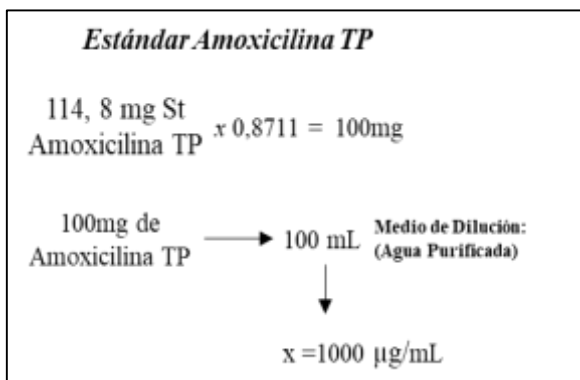 Estándar Amoxicilina TP
114, 8 mg St
Amoxicilina TP x 0,8711 = 100mg
100mg de
Amoxicilina TP
100 mL
Medio de Dilución:
(Agua Purificada)
x =1000 µg/mL